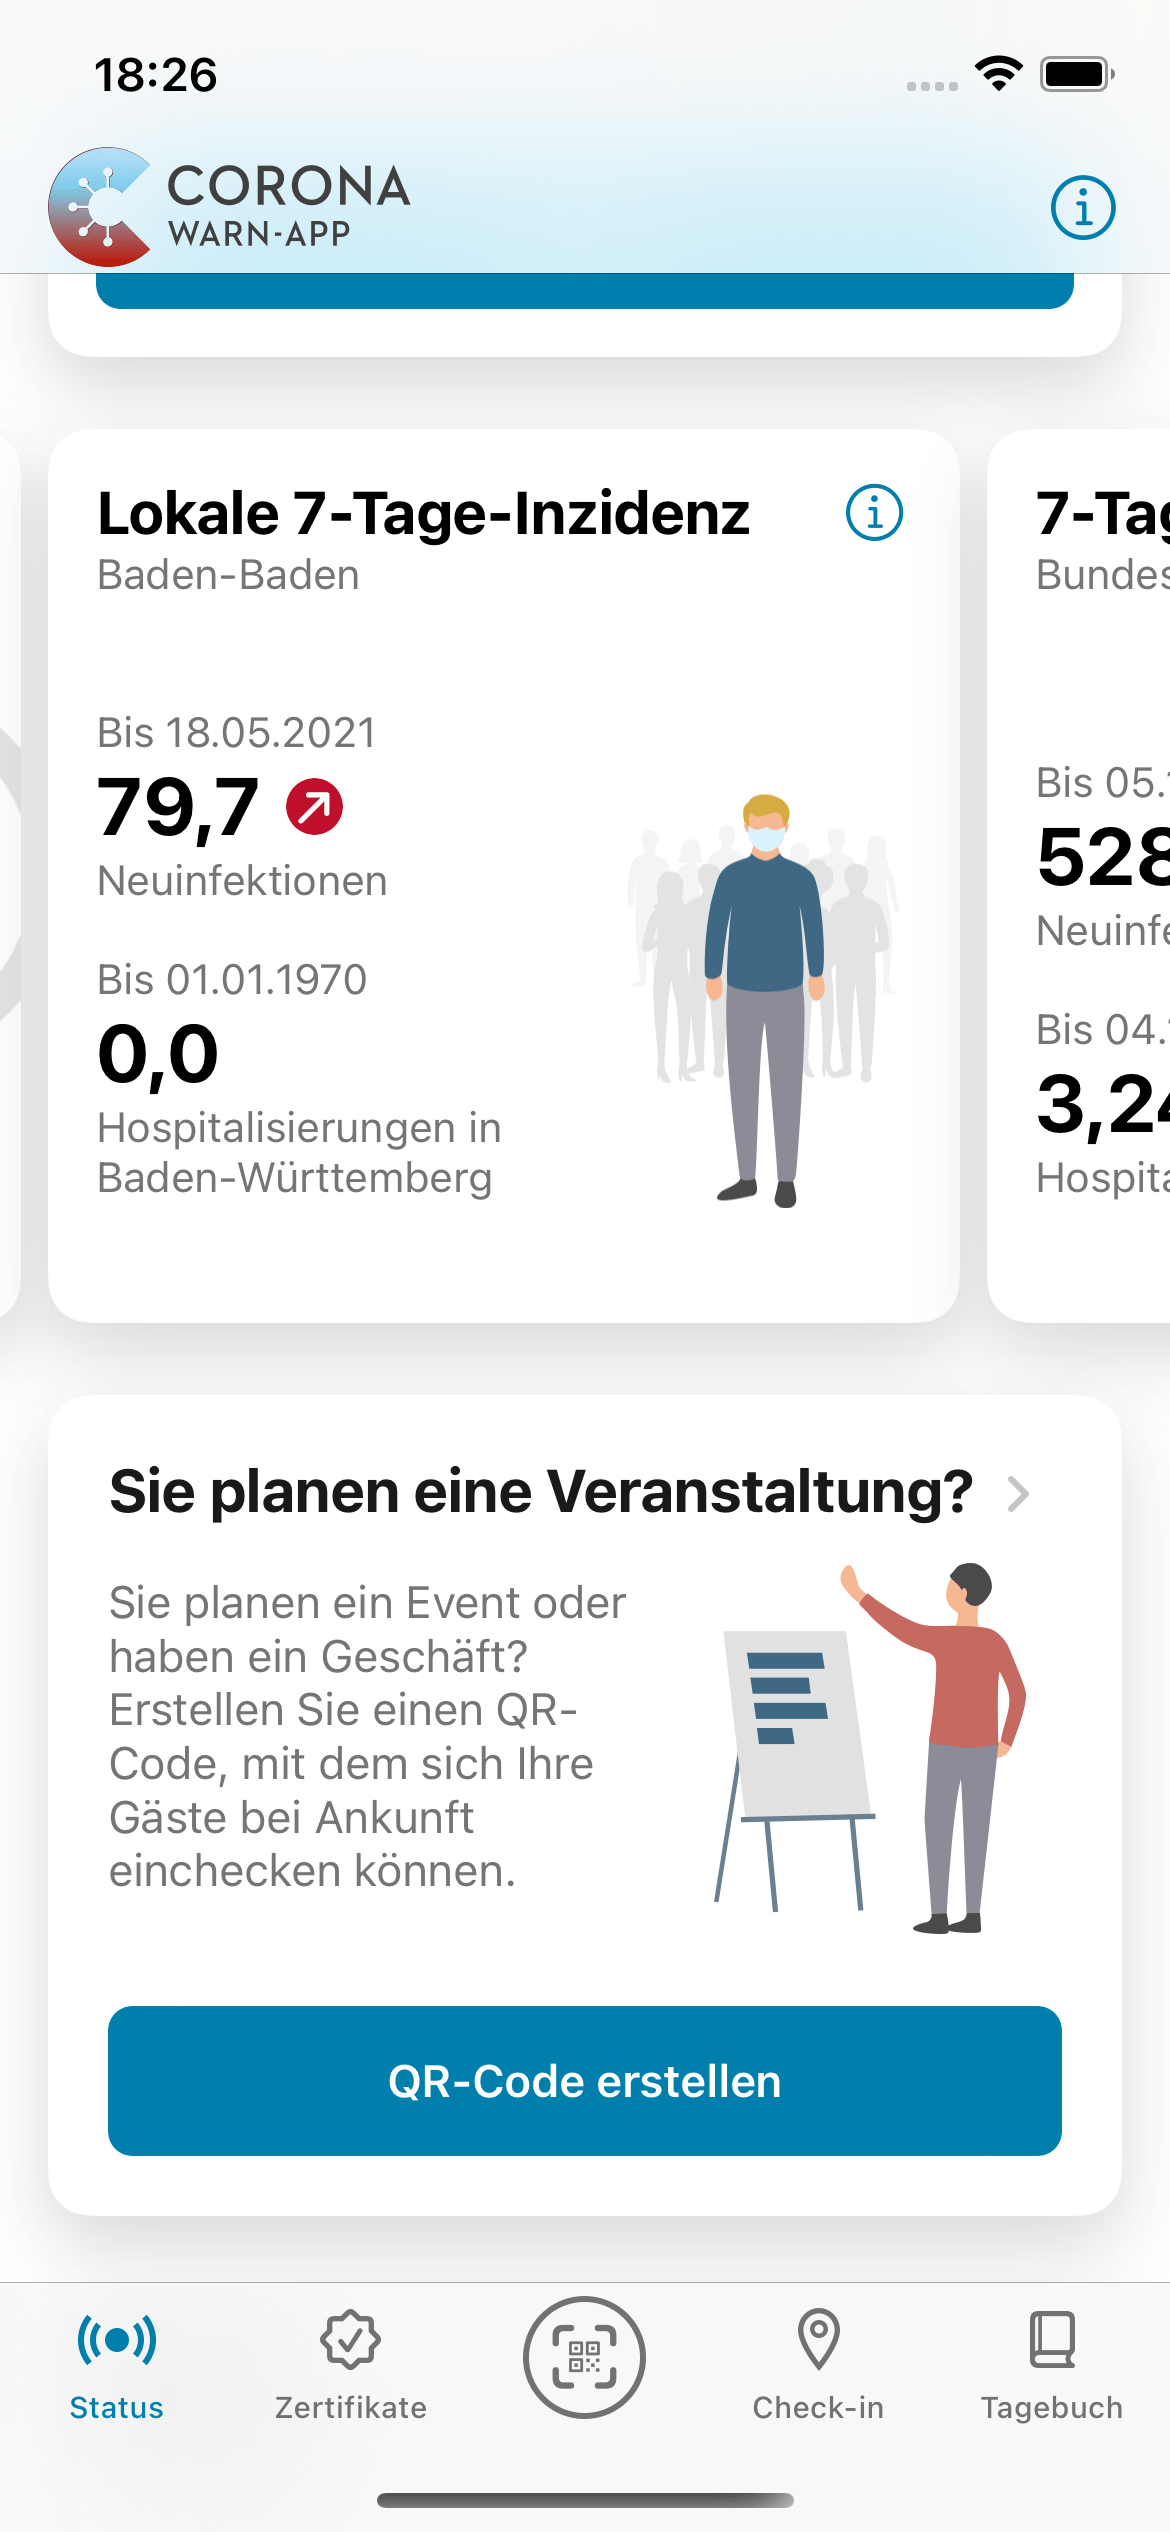 18:26
CORONA
WARN-APP
Lokale 7-Tage-Inzidenz
Baden-Baden
Bis 18.05.2021
79,7
Neuinfektionen
Bis 01.01.1970
0,0
Hospitalisierungen in
Baden-Württemberg
7-Tag
Bundes
Bis 05.
528
Neuinfe
Bis 04.
3,24
Hospita
Sie planen eine Veranstaltung?
Sie planen ein Event oder
haben ein Geschäft?
Erstellen Sie einen QR-
Code, mit dem sich Ihre
Gäste bei Ankunft
einchecken können.
QR-Code erstellen
Status
Zertifikate
Check-in
Tagebuch